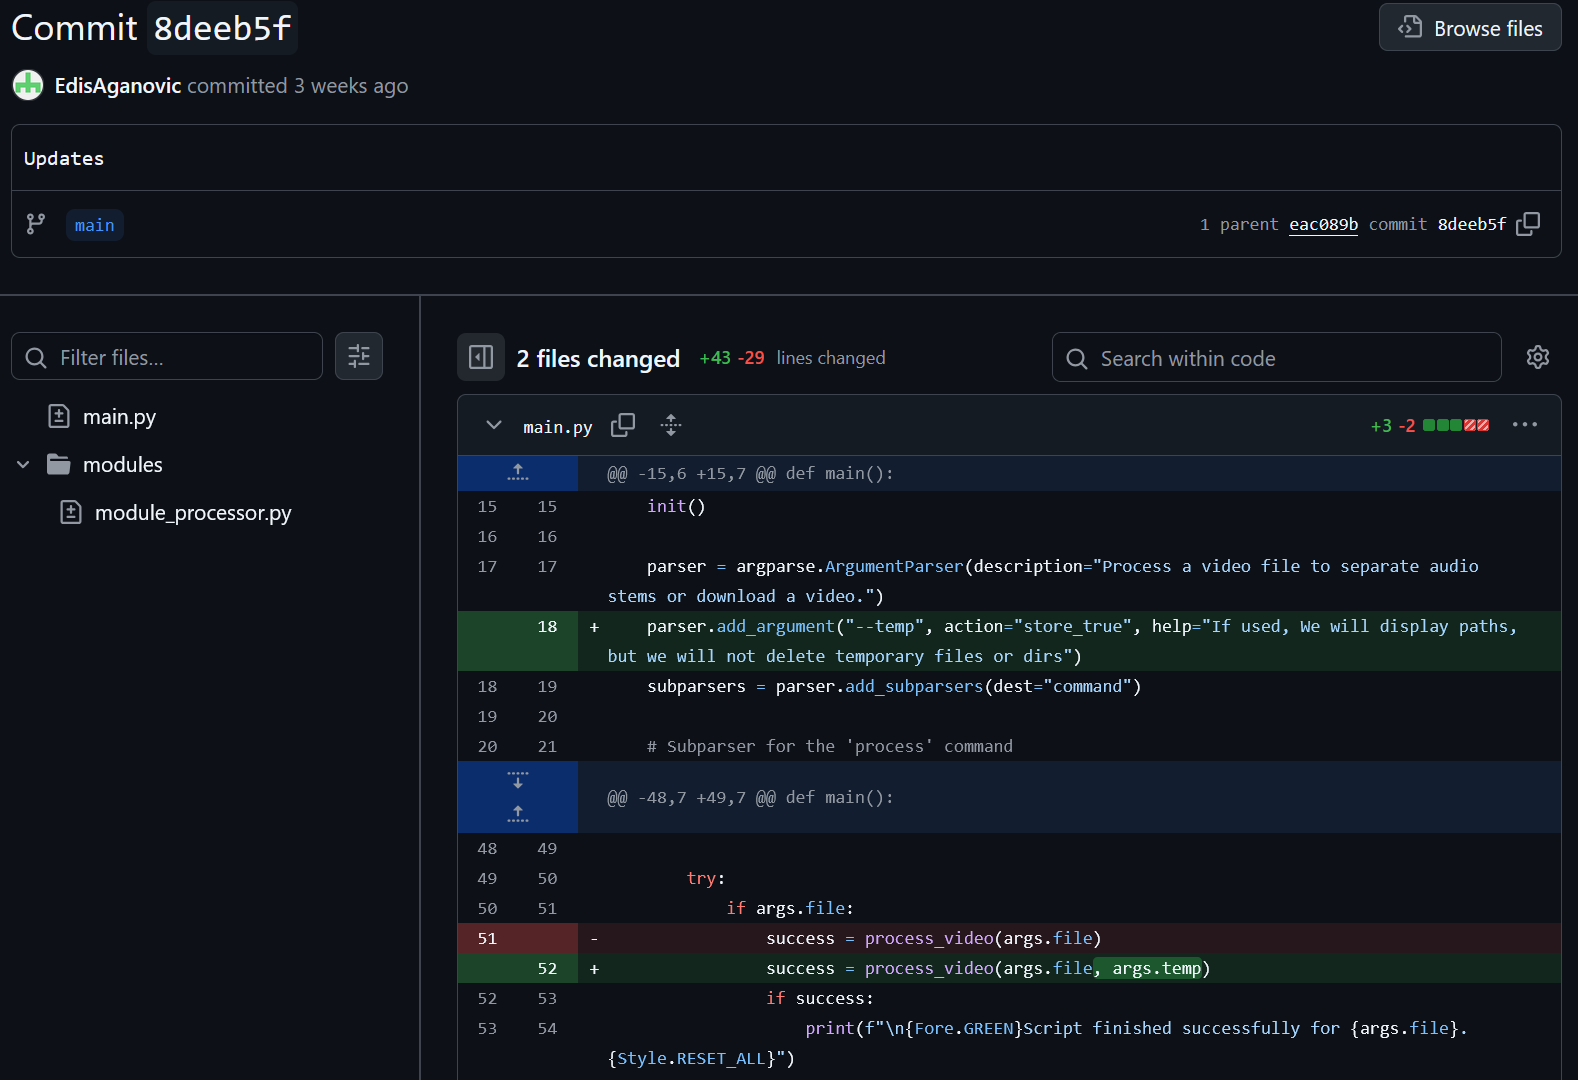 Commit 8deeb5f
Browse files
EdisAganovic committed 3 weeks ago
Updates
main
1 parent eac089b commit 8deeb5f
Filter files...
main.py
modules
module_processor.py
2 files changed +43 -29 lines changed
Search within code
main.py
+3 -2
@@ -15,6 +15,7 @@ def main():
15 15 init()
16 16
17 17 parser = argparse.ArgumentParser(description="Process a video file to separate audio
stems or download a video.")
18 + parser.add_argument("--temp", action="store_true", help="If used, We will display paths,
but we will not delete temporary files or dirs")
18 19 subparsers = parser.add_subparsers(dest="command")
19 20
20 21 # Subparser for the 'process' command
@@ -48,7 +49,7 @@ def main():
48 49
49 50 try:
50 51 if args.file:
51 - success = process_video(args.file)
52 + success = process_video(args.file, args.temp)
52 53 if success:
53 54 print(f"\n{Fore.GREEN}Script finished successfully for {args.file}.
{Style.RESET_ALL}")